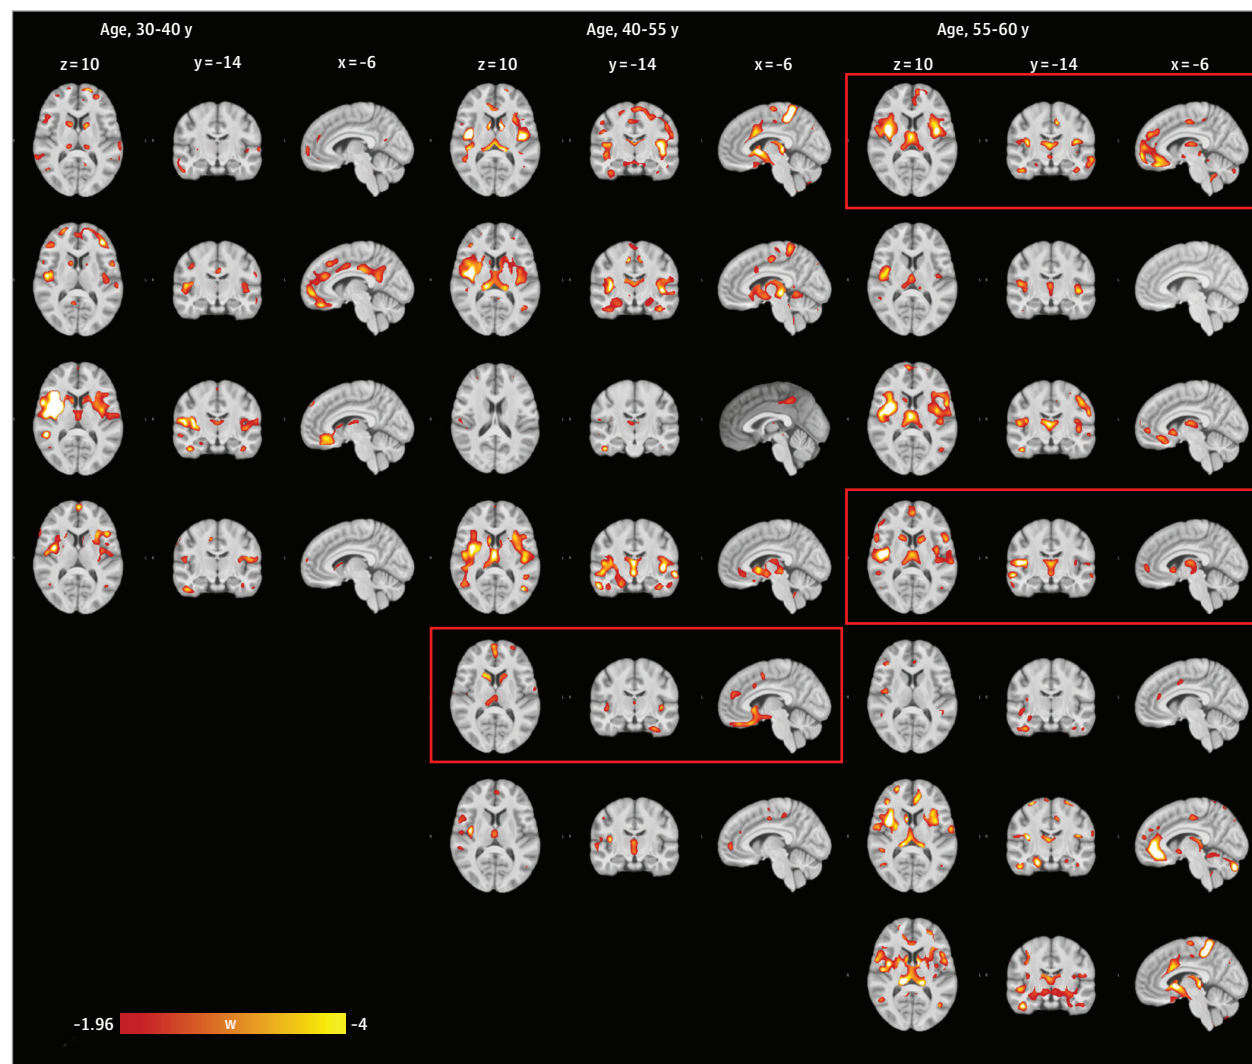 Age, 30-40 y Age, 40-55 y Age, 55-60 y
z = 10 y = -14 x = -6 z = 10 y = -14 x = -6 z = 10 y = -14 x = -6
-1.96 W -4